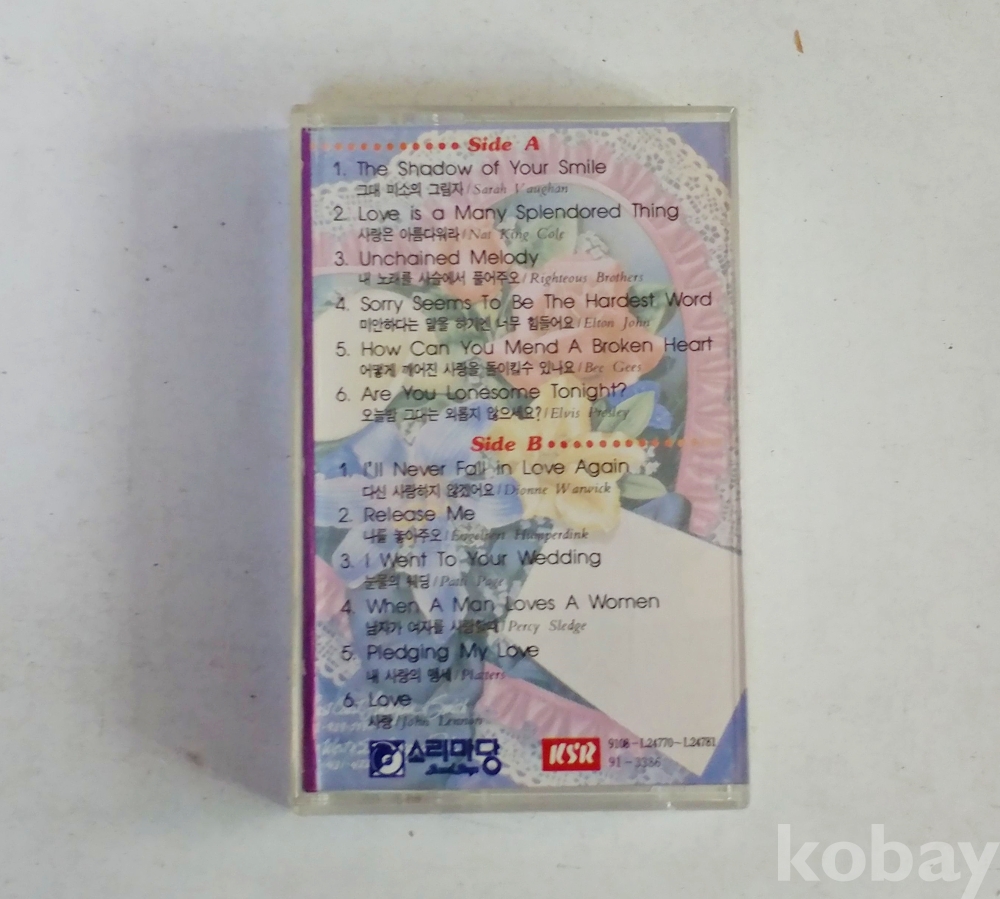 Side A
1. The Shadow of Your Smile
그대 미소의 그림자/Sarah Vaughan
2. Love is a Many Splendored Thing
사랑은 아름다워라/Nat King Cole
3. Unchained Melody
내 노래를 사슬에서 풀어주오/Righteous Brothers
4. Sorry Seems To Be The Hardest Word
미안하다는 말을 하기엔 너무 힘들어요/Elton John
5. How Can You Mend A Broken Heart
어떻게 깨어진 사랑을 돌이킬수 있나요/Bee Gees
6. Are You Lonesome Tonight?
오늘밤 그대는 외롭지 않으세요?/Elvis Presley
Side B
1. I'll Never Fall in Love Again
다신 사랑하지 않겠어요/Dionne Warwick
2. Release Me
나를 놓아주오/Engelbert Humperdink
3. I Went To Your Wedding
눈물의 웨딩/Patti Page
4. When A Man Loves A Women
남자가 여자를 사랑할때/Percy Sledge
5. Pledging My Love
내 사랑의 맹세/Platters
6. Love
사랑/John Lennon
소리마당
KSR
9108-L24770~L24781
91-3386
kobay